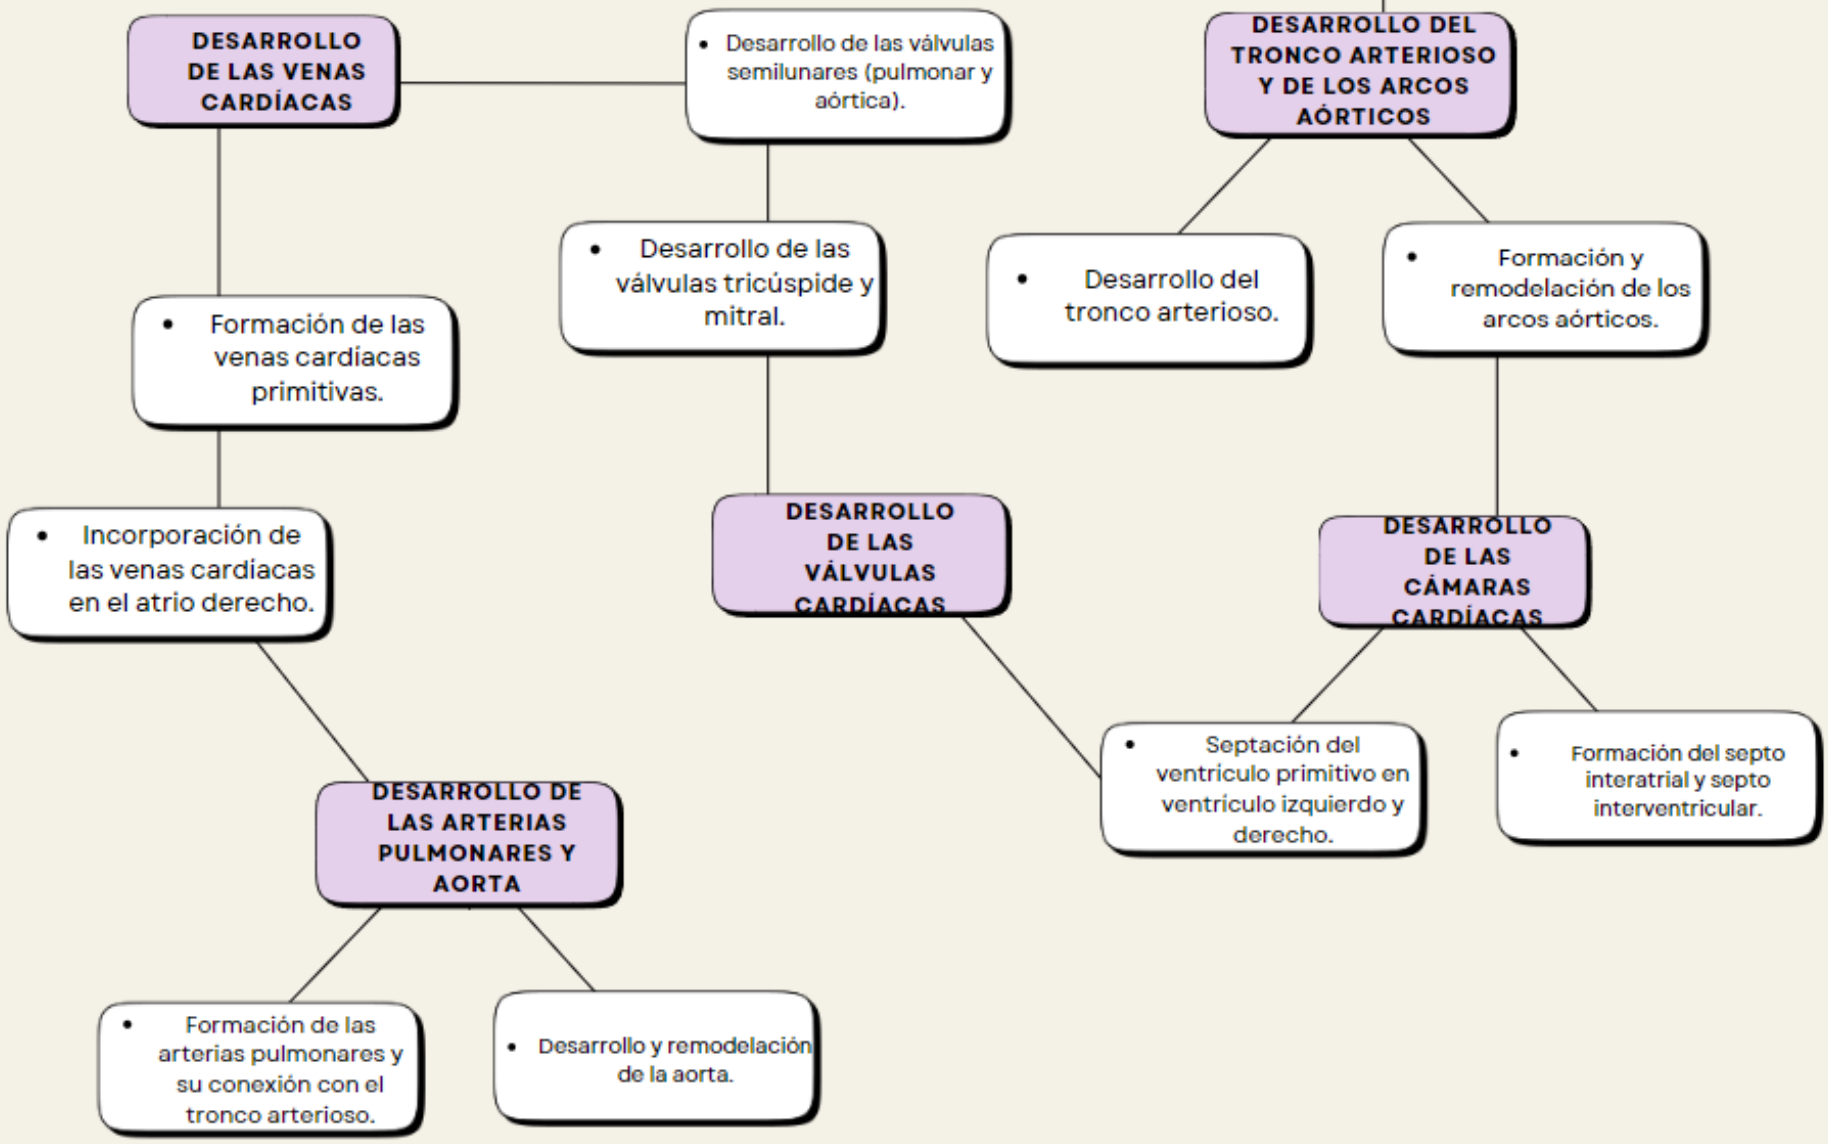 DESARROLLO
DE LAS VENAS
CARDÍACAS
• Desarrollo de las válvulas
semilunares (pulmonar y
aórtica).
DESARROLLO DEL
TRONCO ARTERIOSO
Y DE LOS ARCOS
AÓRTICOS
• Formación de las
venas cardíacas
primitivas.
• Desarrollo de las
válvulas tricúspide y
mitral.
• Desarrollo del
tronco arterioso.
• Formación y
remodelación de los
arcos aórticos.
• Incorporación de
las venas cardiacas
en el atrio derecho.
DESARROLLO
DE LAS
VÁLVULAS
CARDÍACAS
DESARROLLO
DE LAS
CÁMARAS
CARDÍACAS
DESARROLLO DE
LAS ARTERIAS
PULMONARES Y
AORTA
• Septación del
ventriculo primitivo en
ventriculo izquierdo y
derecho.
• Formación del septo
interatrial y septo
interventricular.
• Formación de las
arterias pulmonares y
su conexión con el
tronco arterioso.
• Desarrollo y remodelación
de la aorta.